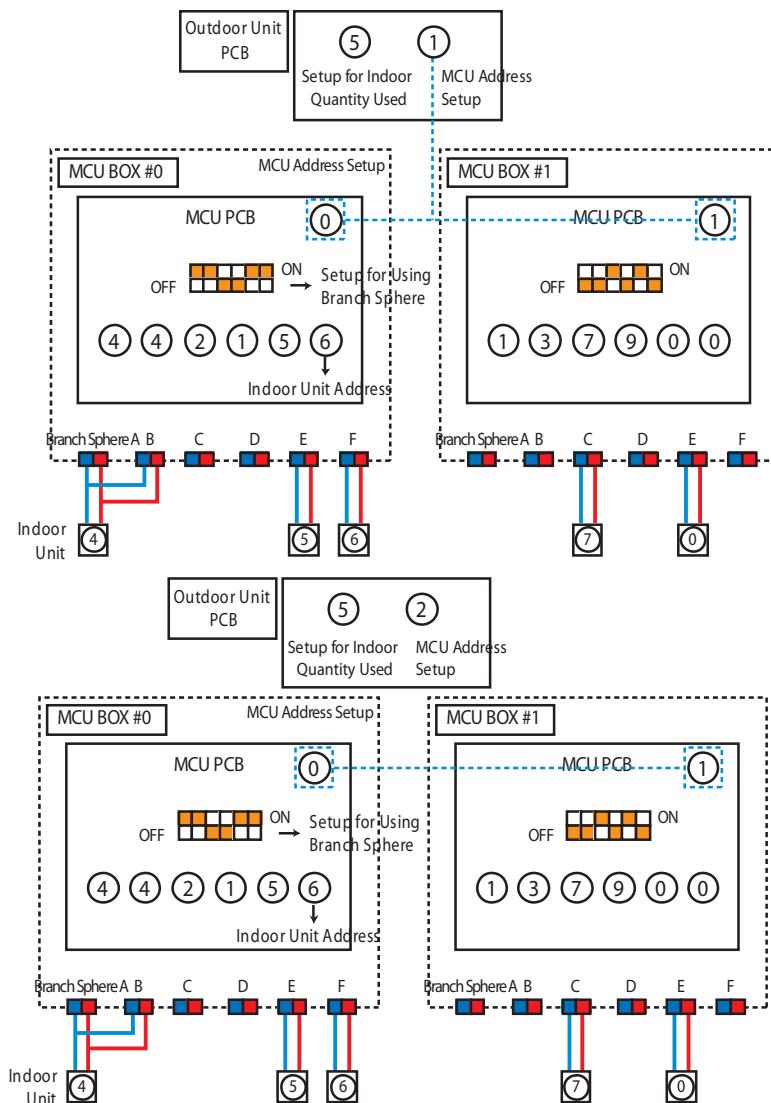 Outdoor Unit
PCB
5
1
Setup for Indoor
Quantity Used
MCU Address
Setup
MCU BOX #0
MCU Address Setup
MCU PCB
0
OFF
ON
Setup for Using
Branch Sphere
4 4 2 1 5 6
Indoor Unit Address
Branch Sphere A B C D E F
Indoor
Unit
4 5 6
MCU BOX #1
MCU PCB
1
OFF
ON
1 3 7 9 0 0
Branch Sphere A B C D E F
7 0
Outdoor Unit
PCB
5
2
Setup for Indoor
Quantity Used
MCU Address
Setup
MCU BOX #0
MCU Address Setup
MCU PCB
0
OFF
ON
Setup for Using
Branch Sphere
4 4 2 1 5 6
Indoor Unit Address
Branch Sphere A B C D E F
Indoor
Unit
4 5 6
MCU BOX #1
MCU PCB
1
OFF
ON
1 3 7 9 0 0
Branch Sphere A B C D E F
7 0